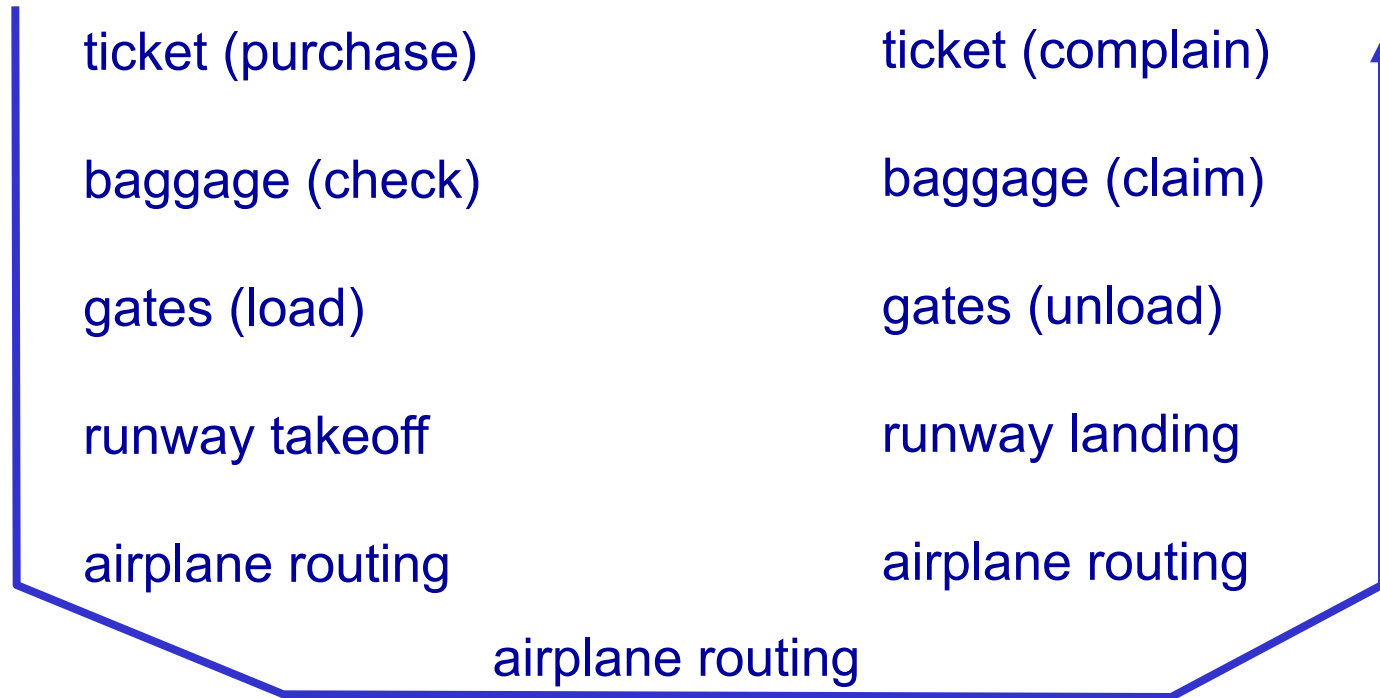 ticket (purchase)
baggage (check)
gates (load)
runway takeoff
airplane routing
ticket (complain)
baggage (claim)
gates (unload)
runway landing
airplane routing
airplane routing